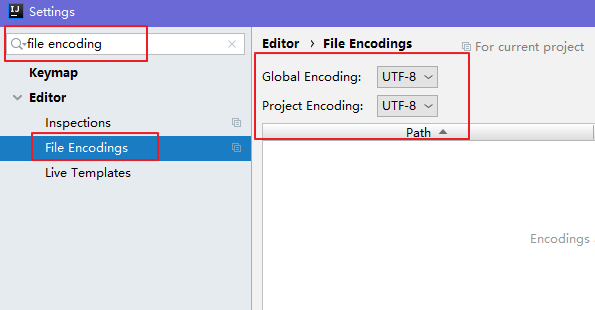 IJ Settings
file encoding
Keymap
Editor
Inspections
File Encodings
Live Templates
Editor › File Encodings For current project
Global Encoding: UTF-8
Project Encoding: UTF-8
Path
Encodings